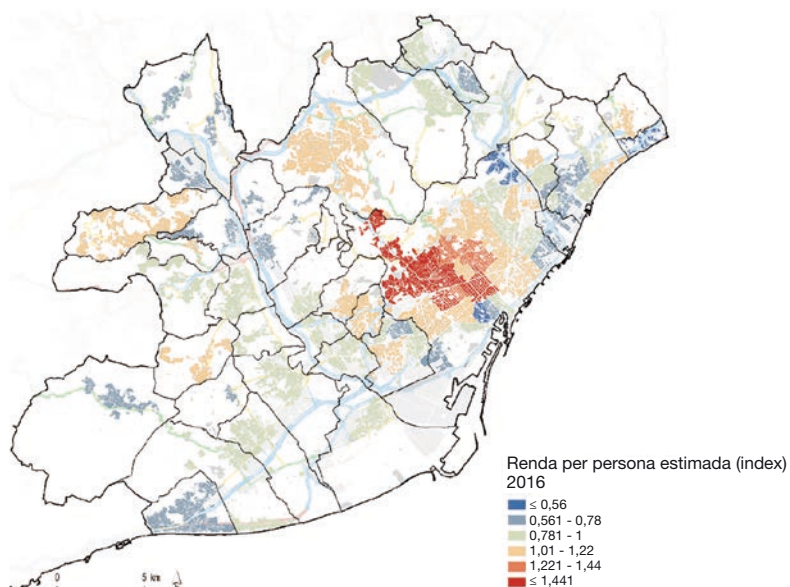 Renda per persona estimada (index)
2016
≤ 0,56
0,561 - 0,78
0,781 - 1
1,01 - 1,22
1,221 - 1,44
≤ 1,441
0 5 km